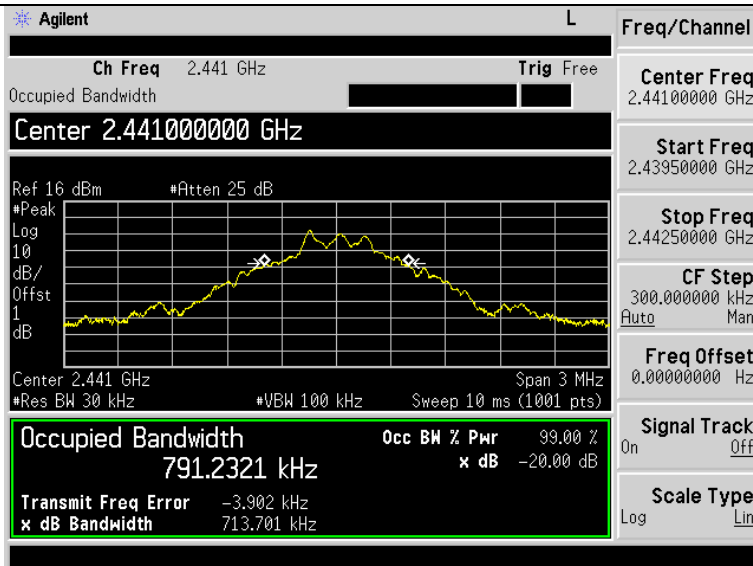 Agilent L
Ch Freq 2.441 GHz Trig Free
Occupied Bandwidth
Center 2.441000000 GHz
Ref 16 dBm #Atten 25 dB
#Peak
Log
10
dB/
Offst
1
dB
Center 2.441 GHz Span 3 MHz
#Res BW 30 kHz #VBW 100 kHz Sweep 10 ms (1001 pts)
Occupied Bandwidth Occ BW % Pwr 99.00 %
791.2321 kHz x dB -20.00 dB
Transmit Freq Error -3.902 kHz
x dB Bandwidth 713.701 kHz
Freq/Channel
Center Freq
2.44100000 GHz
Start Freq
2.43950000 GHz
Stop Freq
2.44250000 GHz
CF Step
300.000000 kHz
Auto Man
Freq Offset
0.00000000 Hz
Signal Track
On Off
Scale Type
Log Lin